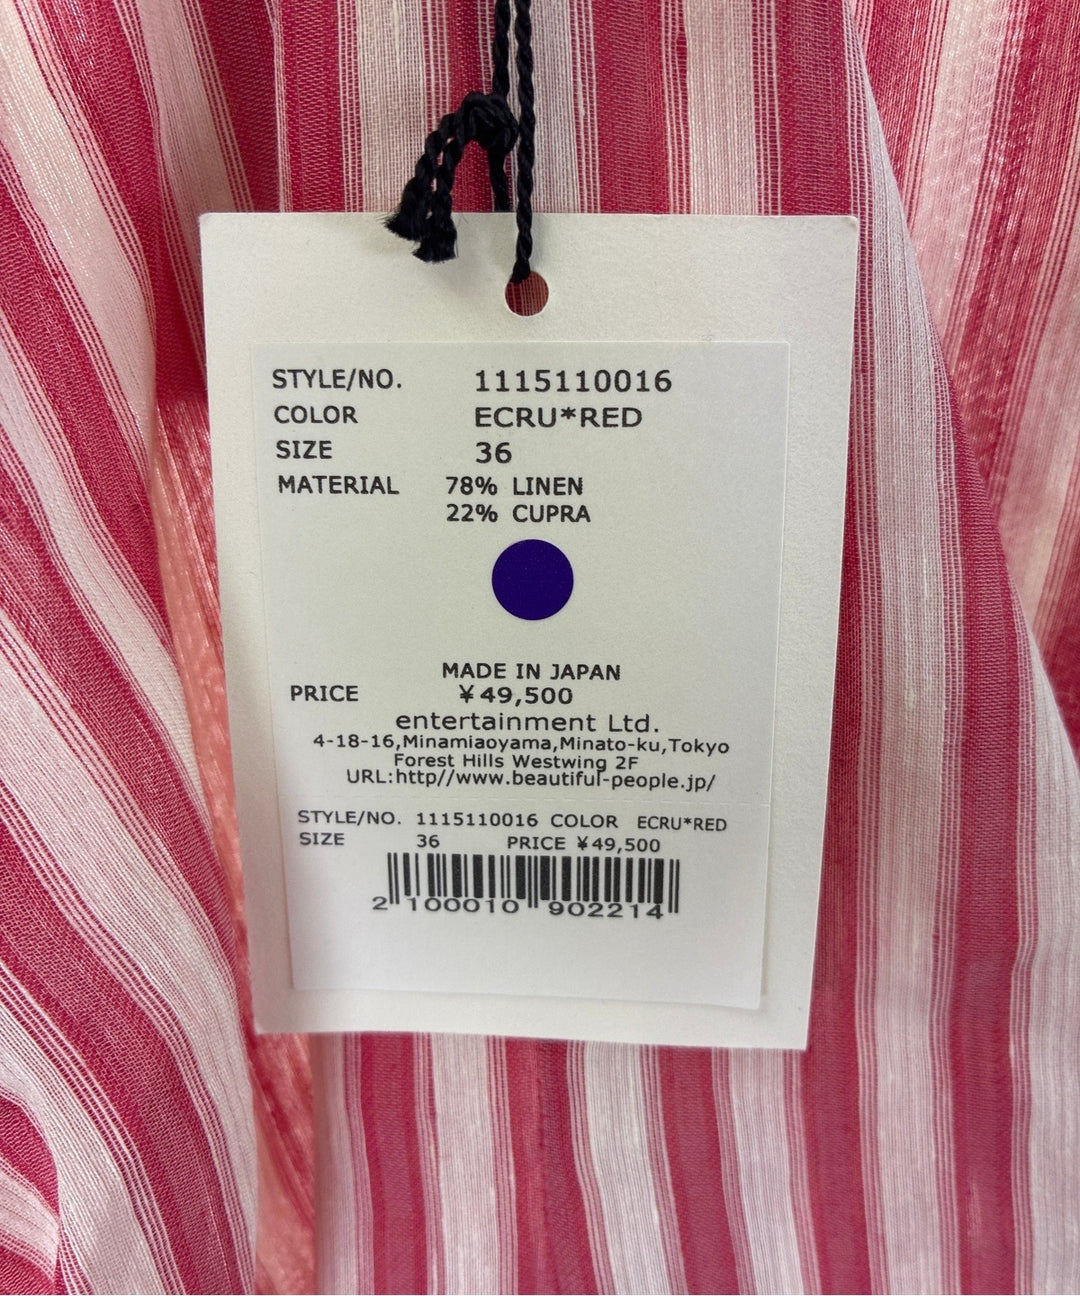 STYLE/NO. 1115110016
COLOR ECRU*RED
SIZE 36
MATERIAL 78% LINEN
22% CUPRA
MADE IN JAPAN
PRICE ¥49,500
entertainment Ltd.
4-18-16,Minamiaoyama,Minato-ku,Tokyo
Forest Hills Westwing 2F
URL:http//www.beautiful-people.jp/
STYLE/NO. 1115110016 COLOR ECRU*RED
SIZE 36 PRICE ¥49,500
2 100010 902214